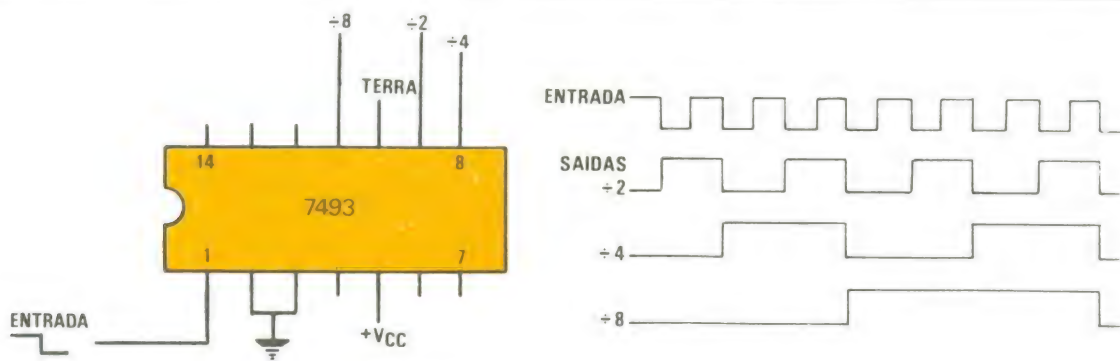 ÷8
÷2
÷4
TERRA
14
8
7493
1
7
ENTRADA
+VCC
ENTRADA
SAIDAS
÷2
÷4
÷8